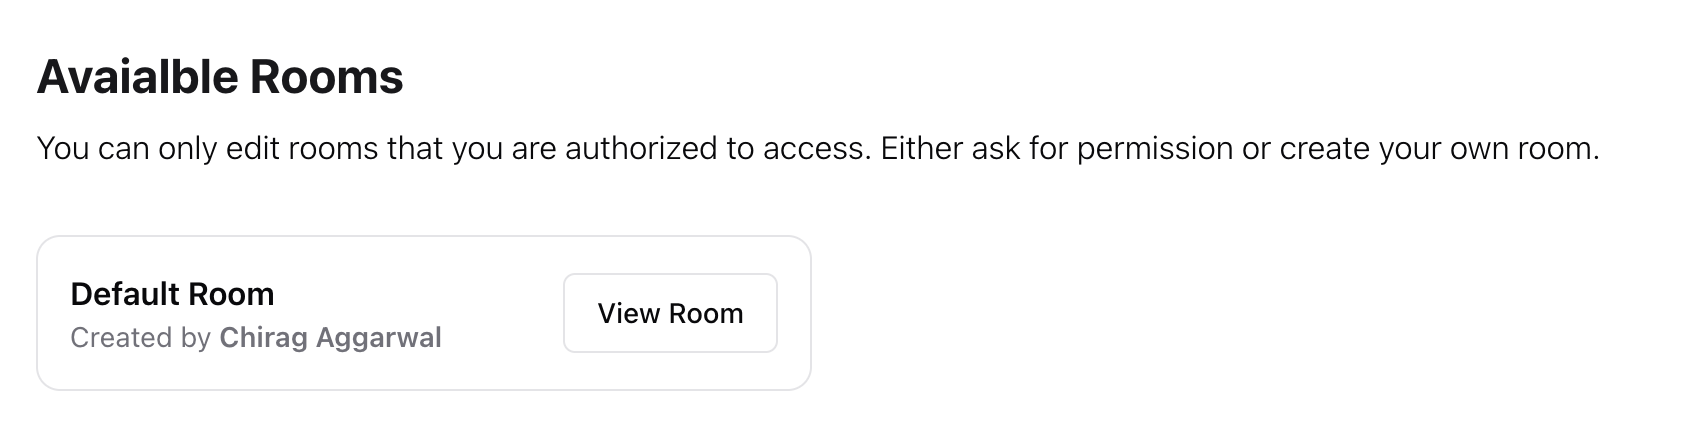 Avaialble Rooms
You can only edit rooms that you are authorized to access. Either ask for permission or create your own room.
Default Room
Created by Chirag Aggarwal
View Room